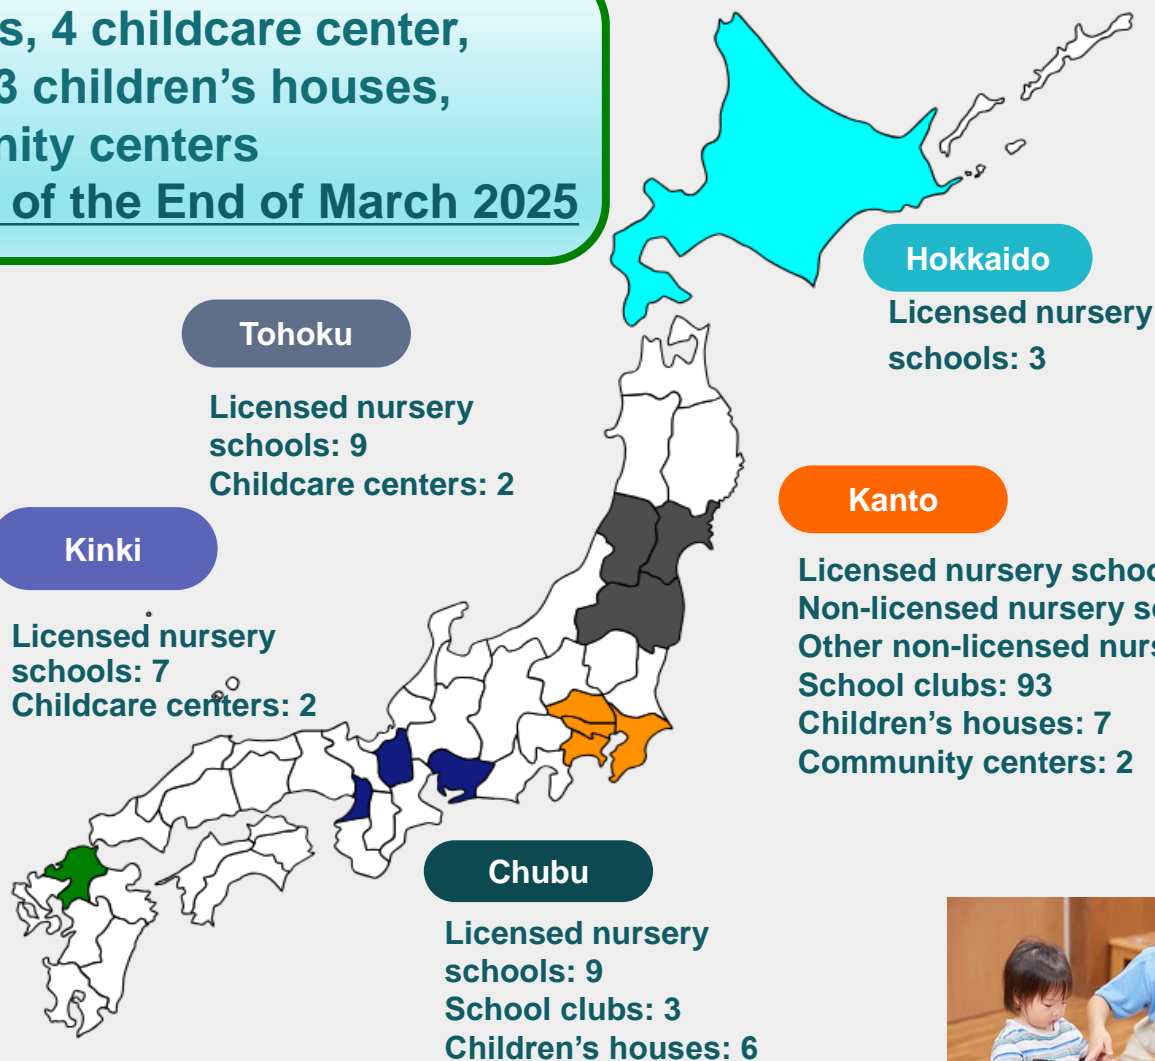 s, 4 childcare center,
3 children’s houses,
nity centers
of the End of March 2025
Hokkaido
Licensed nursery
schools: 3
Tohoku
Licensed nursery
schools: 9
Childcare centers: 2
Kanto
Licensed nursery schoo
Non-licensed nursery s
Other non-licensed nurs
School clubs: 93
Children’s houses: 7
Community centers: 2
Kinki
Licensed nursery
schools: 7
Childcare centers: 2
Chubu
Licensed nursery
schools: 9
School clubs: 3
Children’s houses: 6